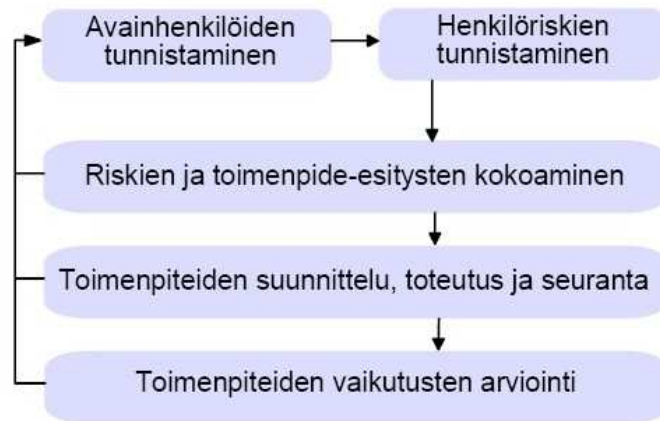 Avainhenkilöiden
tunnistaminen
Henkilöriskien
tunnistaminen
Riskien ja toimenpide-esitysten kokoaminen
Toimenpiteiden suunnittelu, toteutus ja seuranta
Toimenpiteiden vaikutusten arviointi